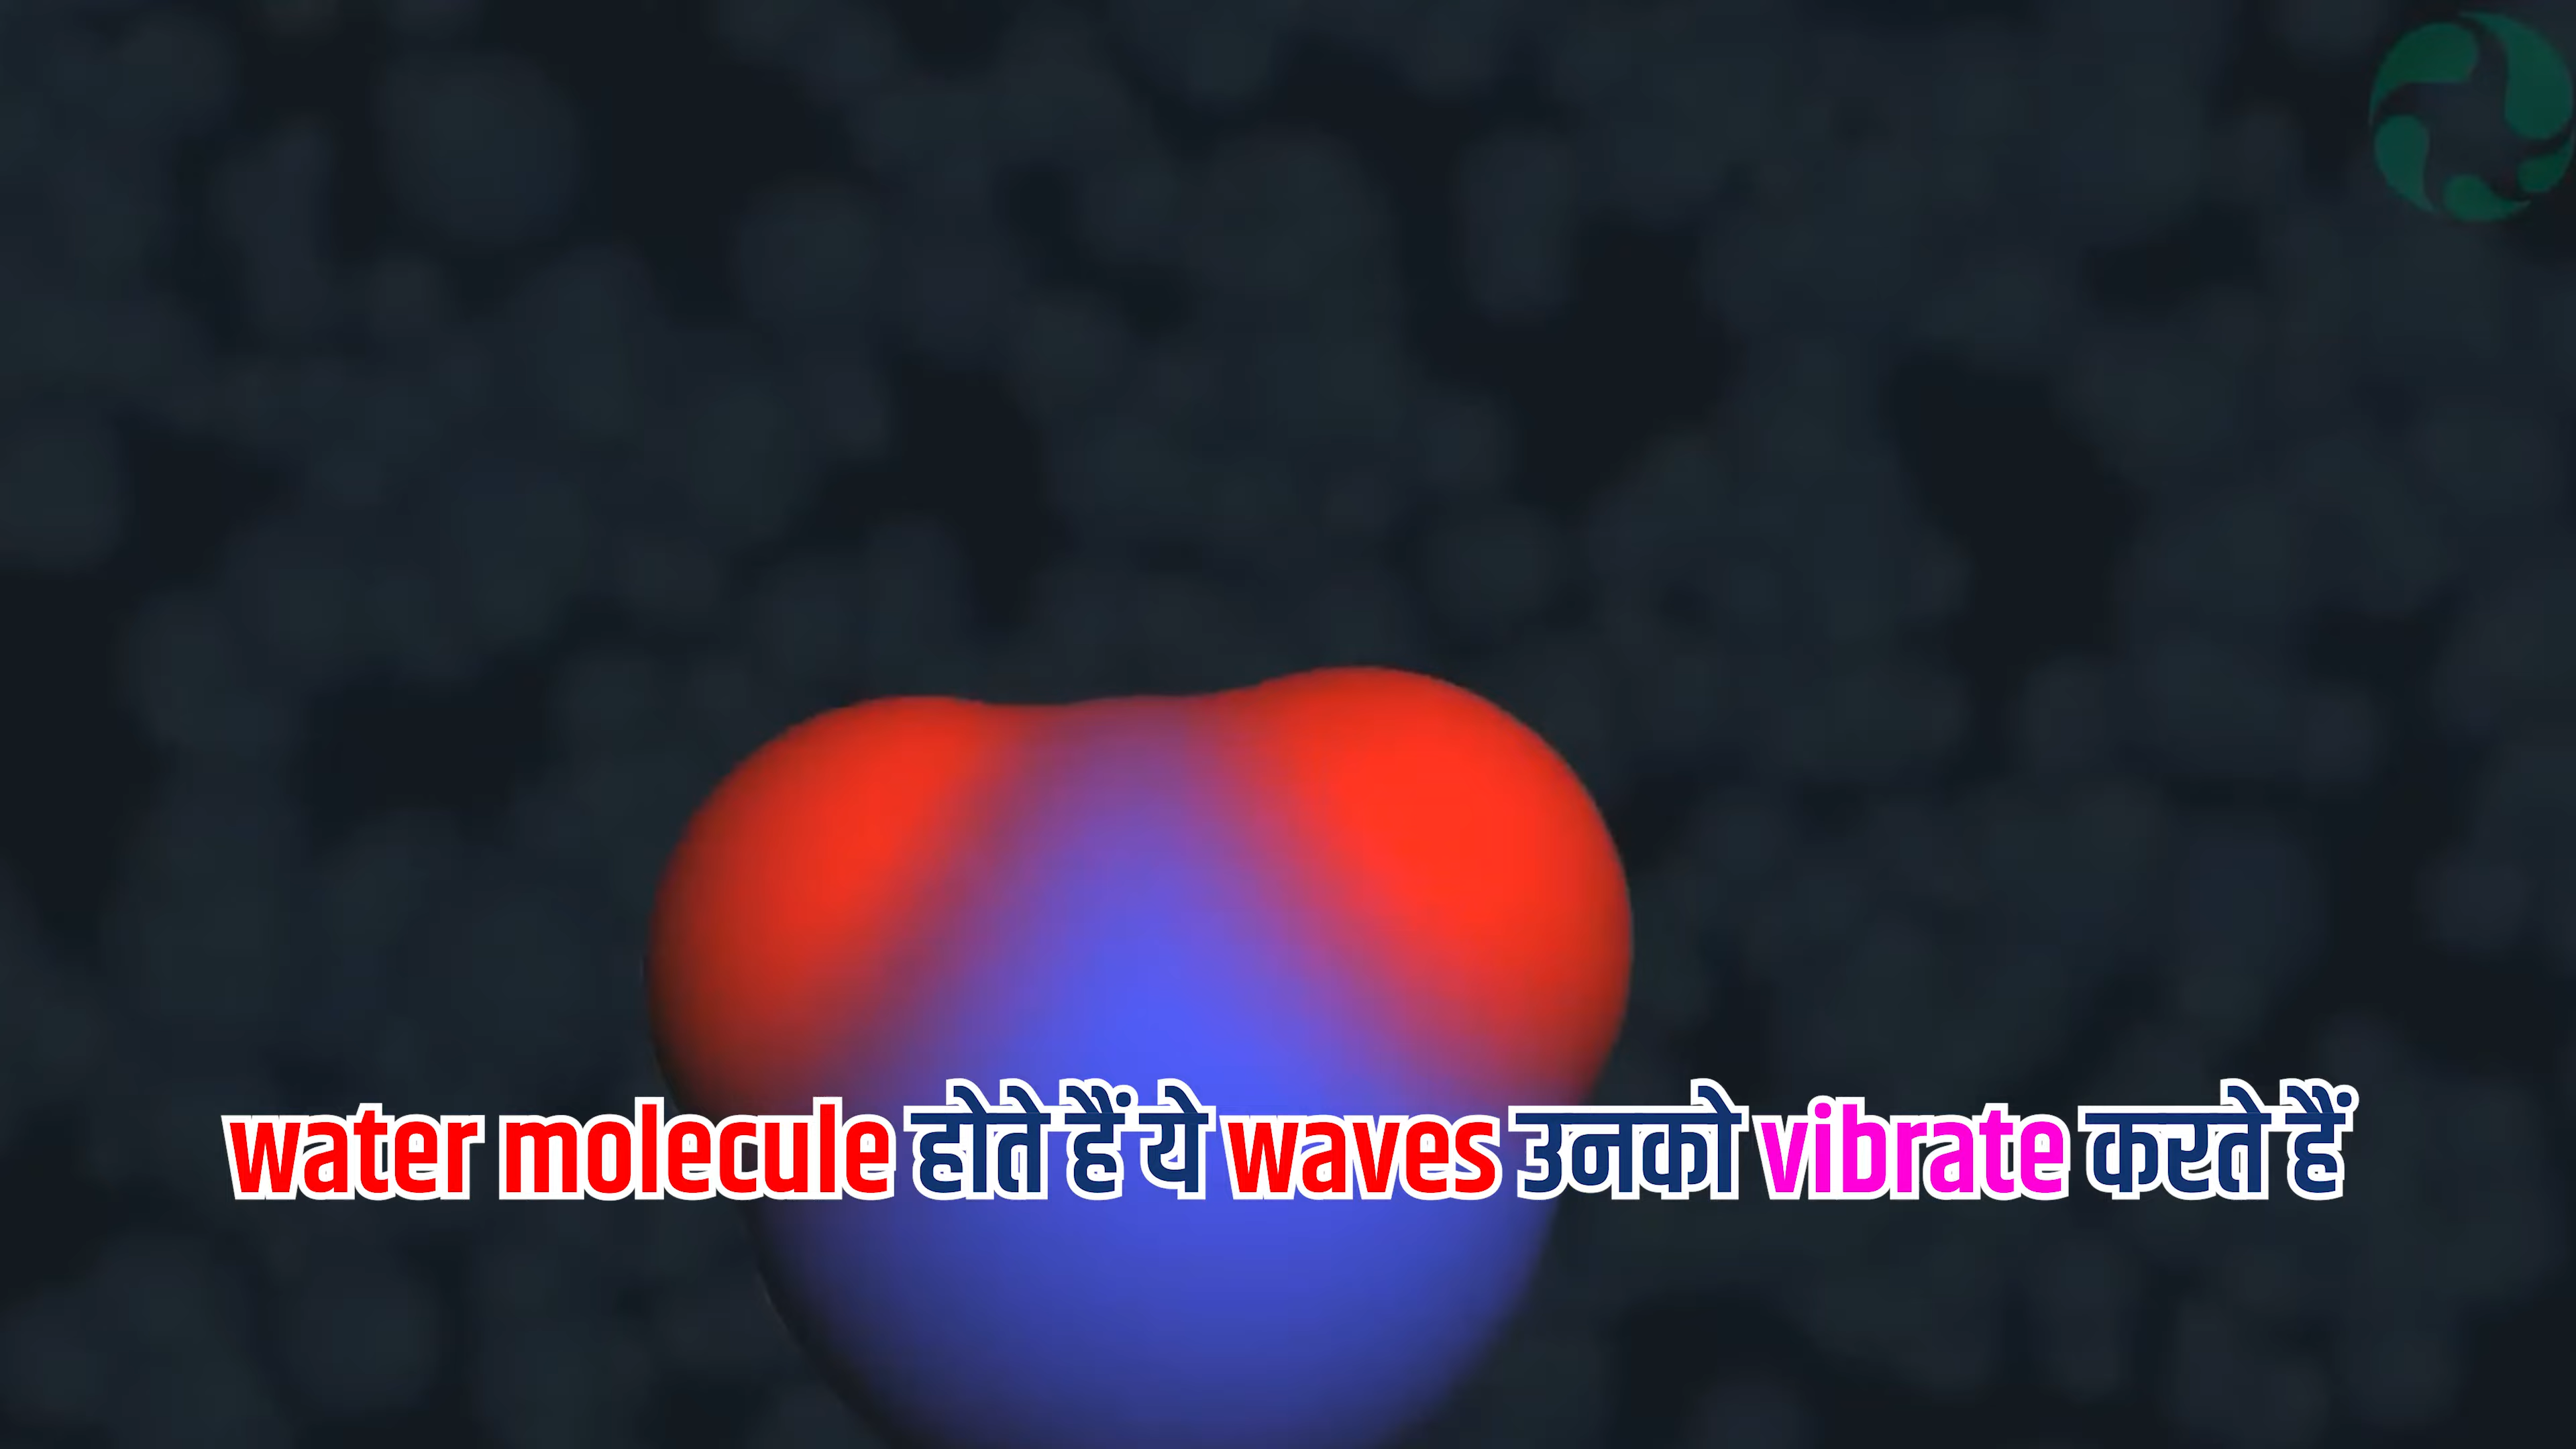 water molecule होते हैं ये waves उनको vibrate करते हैं